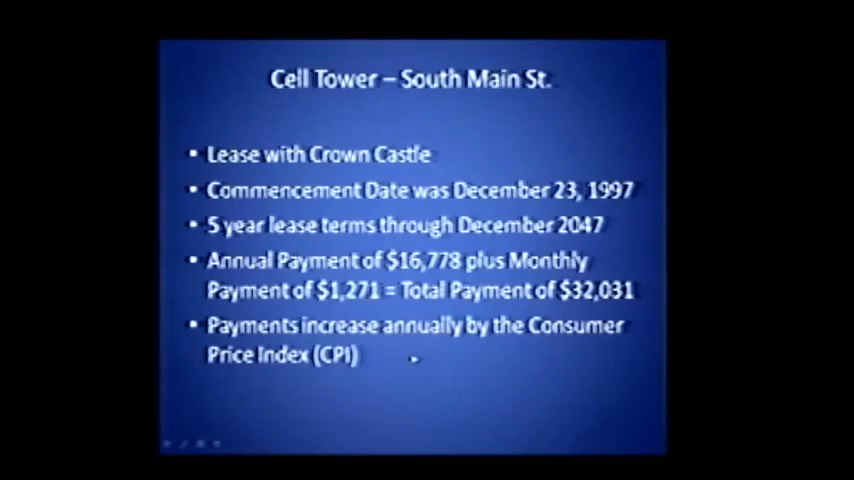 Cell Tower – South Main St.
• Lease with Crown Castle
• Commencement Date was December 23, 1997
• 5 year lease terms through December 2047
• Annual Payment of $16,778 plus Monthly
Payment of $1,271 = Total Payment of $32,031
• Payments increase annually by the Consumer
Price Index (CPI)